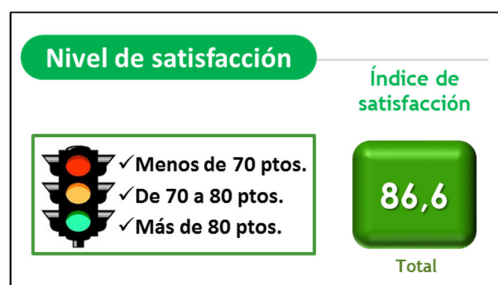 Nivel de satisfacción
Índice de
satisfacción
✓Menos de 70 ptos.
✓De 70 a 80 ptos.
✓Más de 80 ptos.
86,6
Total